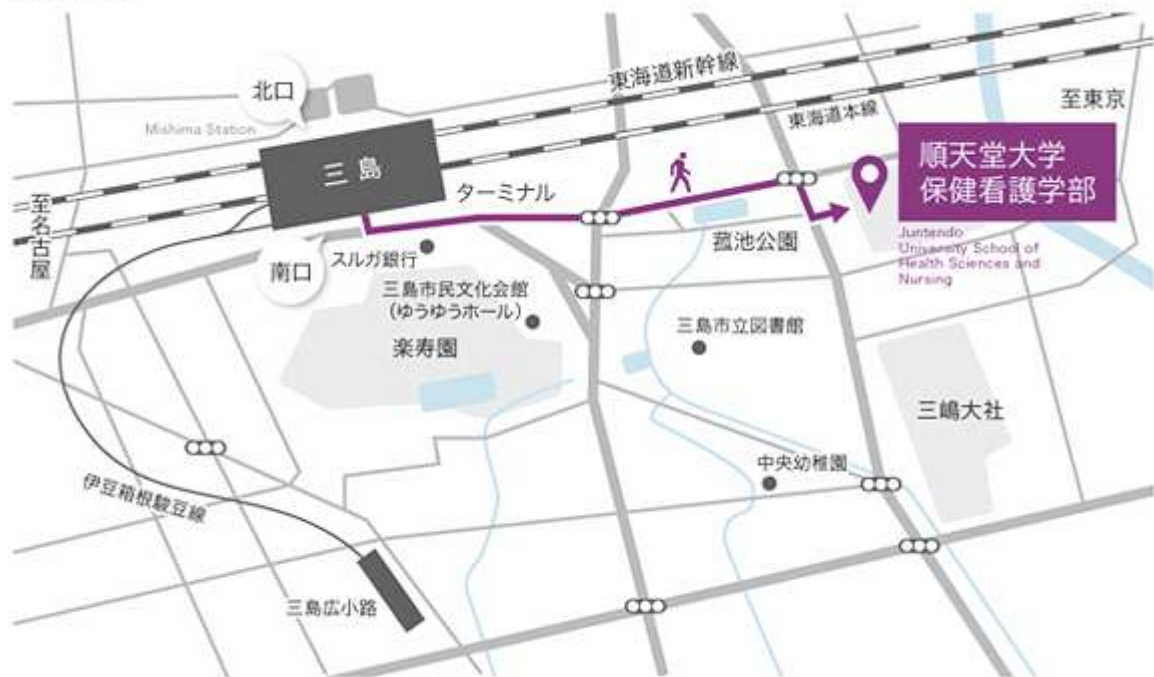 北口
Mishima Station
東海道新幹線
東海道本線
至東京
三島
ターミナル
順天堂大学
保健看護学部
Juntendo
University School of
Health Sciences and
Nursing
至名古屋
南口
スルガ銀行
菰池公園
三島市民文化会館
(ゆうゆうホール)
三島市立図書館
楽寿園
三嶋大社
中央幼稚園
伊豆箱根駿豆線
三島広小路